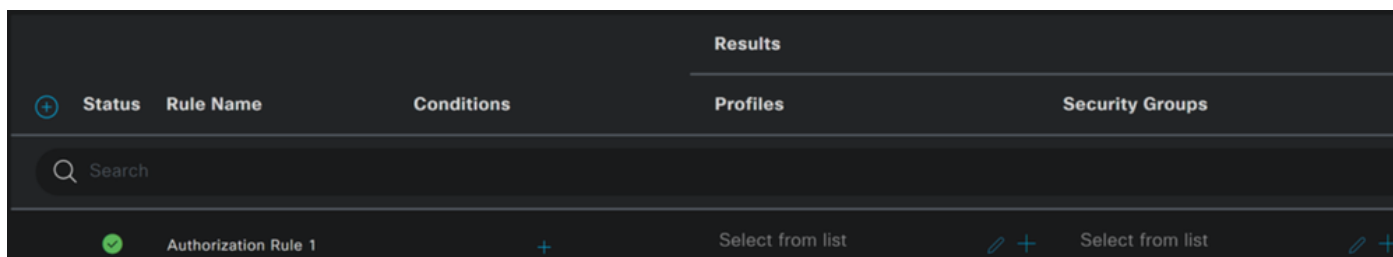 Results
Status Rule Name Conditions Profiles Security Groups
Search
Authorization Rule 1 Select from list Select from list